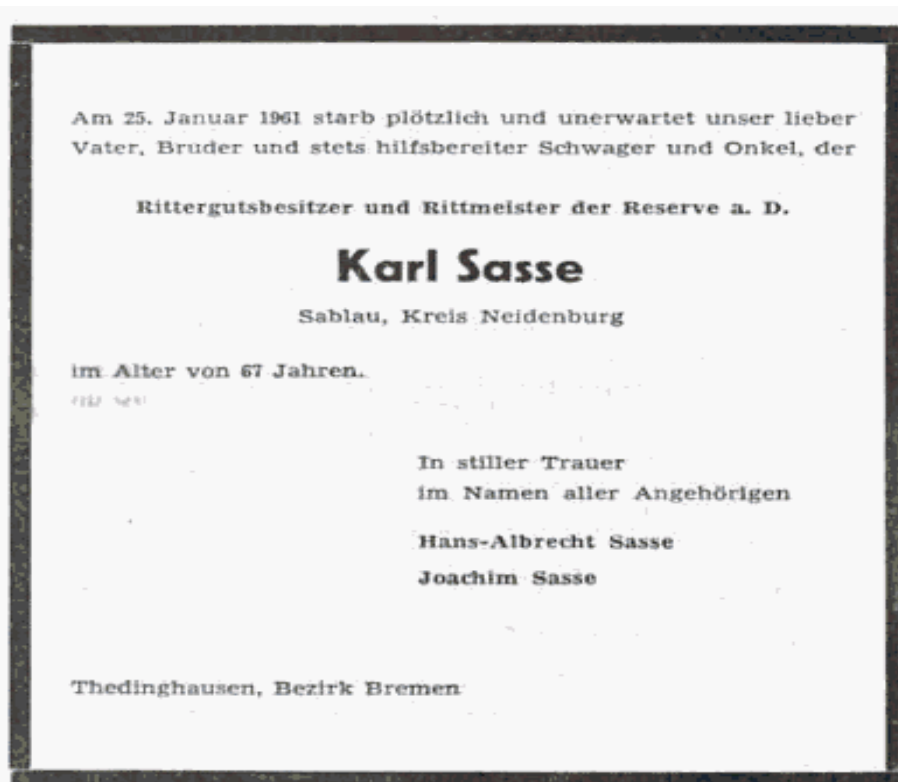 Am 25. Januar 1961 starb plötzlich und unerwartet unser lieber
Vater, Bruder und stets hilfsbereiter Schwager und Onkel, der
Rittergutsbesitzer und Rittmeister der Reserve a. D.
Karl Sasse
Sablau, Kreis Neidenburg
im Alter von 67 Jahren.
In stiller Trauer
im Namen aller Angehörigen
Hans-Albrecht Sasse
Joachim Sasse
Thedinghausen, Bezirk Bremen